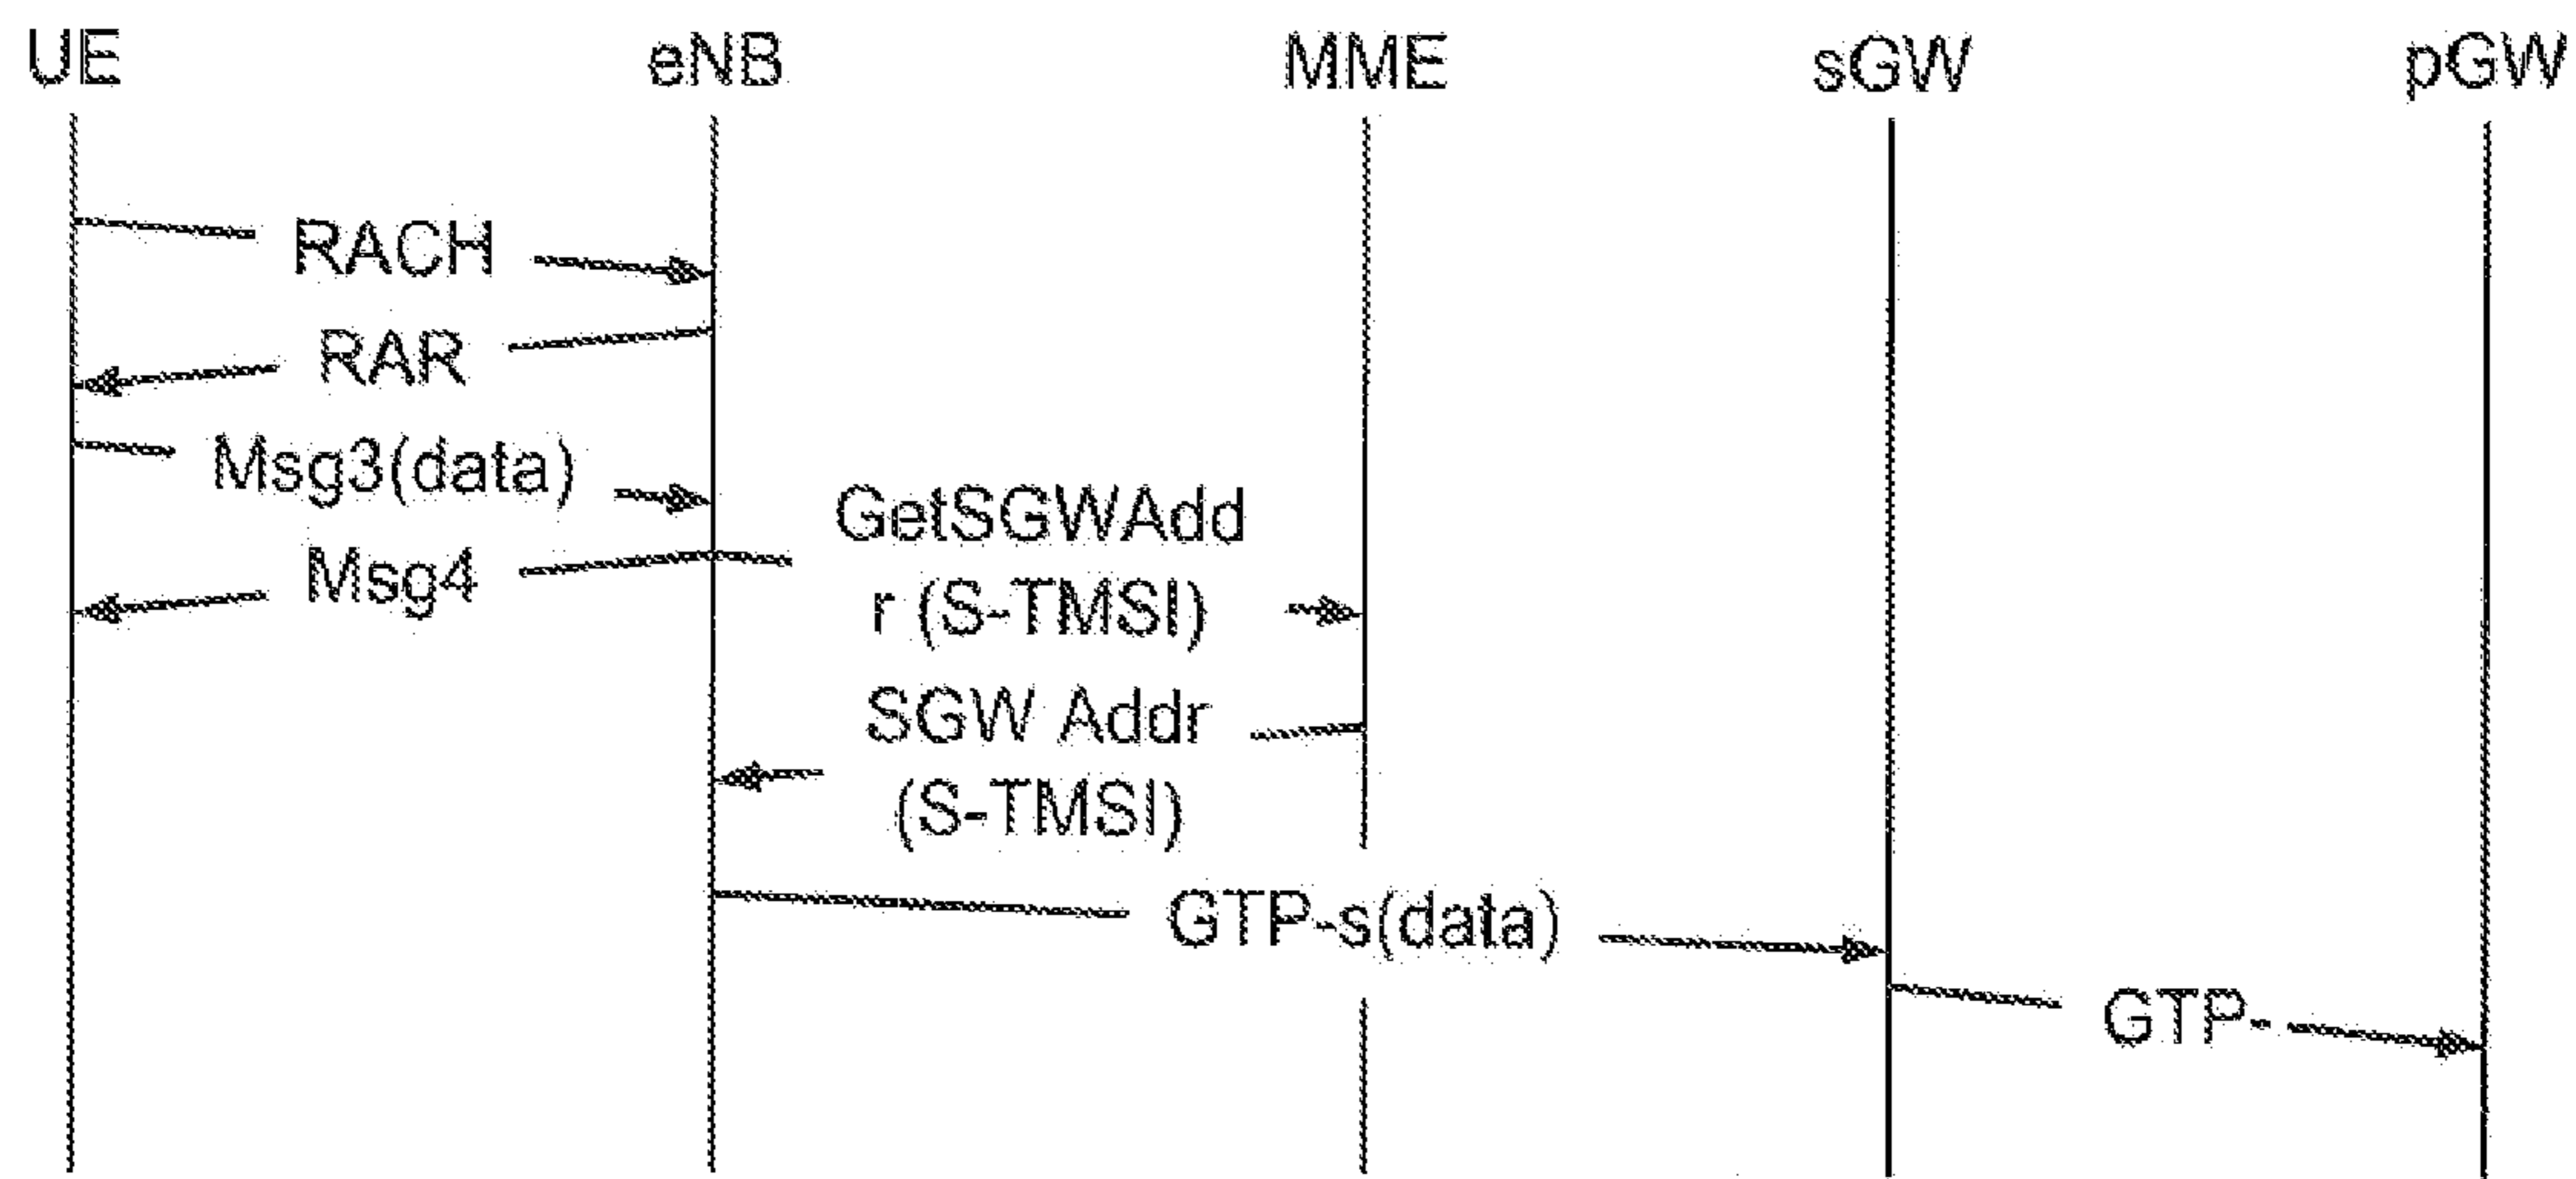 UE eNB MME sGW pGW
RACH
RAR
Msg3(data)
GetSGWAdd
r (S-TMSI)
Msg4
SGW Addr
(S-TMSI)
GTP-s(data)
GTP-